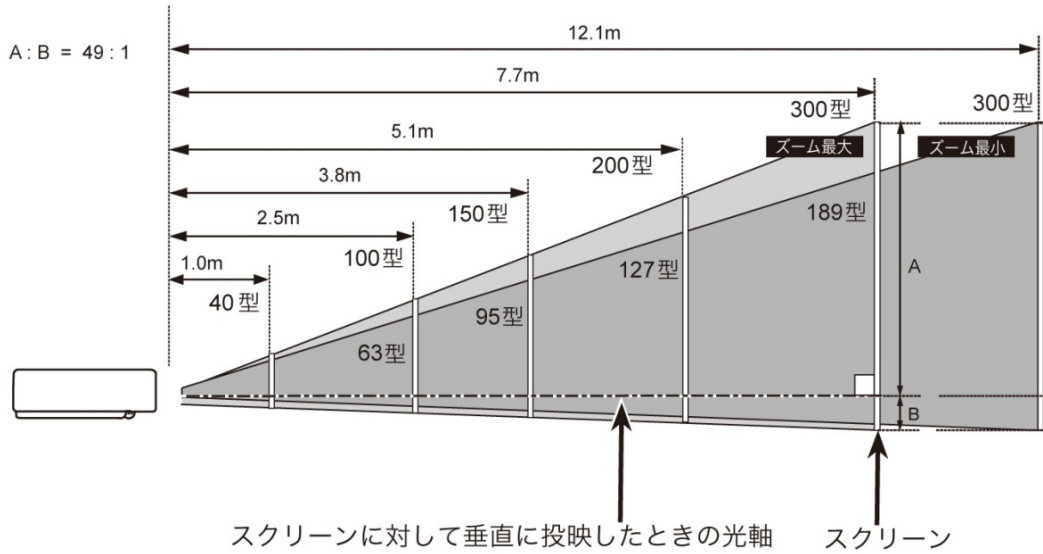 12.1m
A : B = 49 : 1
7.7m
300型
300型
5.1m
ズーム最大
ズーム最小
200型
3.8m
150型
189型
2.5m
100型
127型
A
1.0m
40型
95型
63型
B
スクリーンに対して垂直に投映したときの光軸
スクリーン